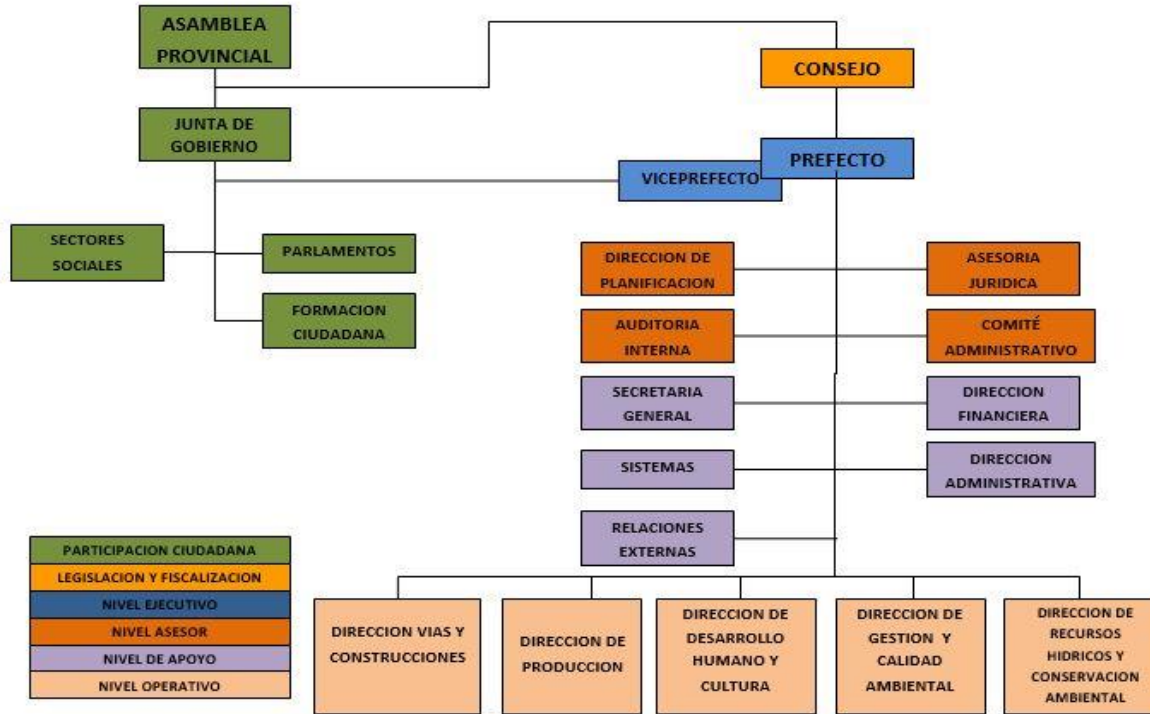 ASAMBLEA
PROVINCIAL
CONSEJO
JUNTA DE
GOBIERNO
PREFECTO
VICEPREFECTO
SECTORES
SOCIALES
PARLAMENTOS
FORMACION
CIUDADANA
DIRECCION DE
PLANIFICACION
ASESORIA
JURIDICA
AUDITORIA
INTERNA
COMITÉ
ADMINISTRATIVO
SECRETARIA
GENERAL
DIRECCION
FINANCIERA
SISTEMAS
DIRECCION
ADMINISTRATIVA
RELACIONES
EXTERNAS
PARTICIPACION CIUDADANA
LEGISLACION Y FISCALIZACION
NIVEL EJECUTIVO
NIVEL ASESOR
NIVEL DE APOYO
NIVEL OPERATIVO
DIRECCION VIAS Y
CONSTRUCCIONES
DIRECCION DE
PRODUCCION
DIRECCION DE
DESARROLLO
HUMANO Y
CULTURA
DIRECCION DE
GESTION Y
CALIDAD
AMBIENTAL
DIRECCION DE
RECURSOS
HIDRICOS Y
CONSERVACION
AMBIENTAL